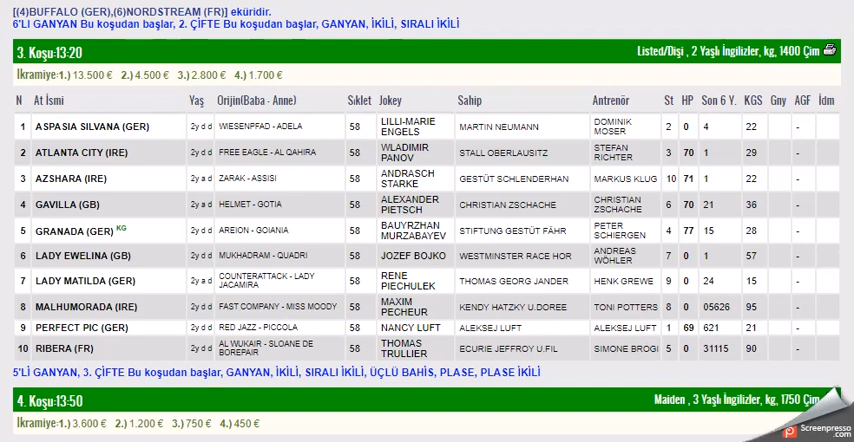 [(4)BUFFALO (GER),(6)NORDSTREAM (FR)] eküridir.
6'LI GANYAN Bu koşudan başlar, 2. ÇİFTE Bu koşudan başlar, GANYAN, İKİLİ, SIRALI İKİLİ
3. Koşu:13:20 Listed/Dişi , 2 Yaşlı İngilizler, kg, 1400 Çim
İkramiye:1.) 13.500 € 2.) 4.500 € 3.) 2.800 € 4.) 1.700 €
N At İsmi Yaş Orijin(Baba - Anne) Sıklet Jokey Sahip Antrenör St HP Son 6 Y. KGS Gny AGF İdm
1 ASPASIA SILVANA (GER) 2y d d WIESENPFAD - ADELA 58 LILLI-MARIE ENGELS MARTIN NEUMANN DOMINIK MOSER 2 0 4 22 -
2 ATLANTA CITY (IRE) 2y d d FREE EAGLE - AL QAHIRA 58 WLADIMIR PANOV STALL OBERLAUSITZ STEFAN RICHTER 3 70 1 29 -
3 AZSHARA (IRE) 2y a d ZARAK - ASSISI 58 ANDRASCH STARKE GESTÜT SCHLENDERHAN MARKUS KLUG 10 71 1 22 -
4 GAVILLA (GB) 2y a d HELMET - GOTIA 58 ALEXANDER PIETSCH CHRISTIAN ZSCHACHE CHRISTIAN ZSCHACHE 6 70 21 36 -
5 GRANADA (GER) KG 2y d d AREION - GOIANIA 58 BAUYRZHAN MURZABAYEV STIFTUNG GESTÜT FÄHR PETER SCHIERGEN 4 77 15 28 -
6 LADY EWELINA (GB) 2y d d MUKHADRAM - QUADRI 58 JOZEF BOJKO WESTMINSTER RACE HOR ANDREAS WÖHLER 7 0 1 57 -
7 LADY MATILDA (GER) 2y a d COUNTERATTACK - LADY JACAMIRA 58 RENE PIECHULEK THOMAS GEORG JANDER HENK GREWE 9 0 24 15 -
8 MALHUMORADA (IRE) 2y d d FAST COMPANY - MISS MOODY 58 MAXIM PECHEUR KENDY HATZKY U.DOREE TONI POTTERS 8 0 05626 95 -
9 PERFECT PIC (GER) 2y d d RED JAZZ - PICCOLA 58 NANCY LUFT ALEKSEJ LUFT ALEKSEJ LUFT 1 69 621 21 -
10 RIBERA (FR) 2y d d AL WUKAIR - SLOANE DE BOREPAIR 58 THOMAS TRULLIER ECURIE JEFFROY U.FIL SIMONE BROGI 5 0 31115 90 -
5'Lİ GANYAN, 3. ÇİFTE Bu koşudan başlar, GANYAN, İKİLİ, SIRALI İKİLİ, ÜÇLÜ BAHİS, PLASE, PLASE İKİLİ
4. Koşu:13:50 Maiden , 3 Yaşlı İngilizler, kg, 1750 Çim
İkramiye:1.) 3.600 € 2.) 1.200 € 3.) 750 € 4.) 450 €
Screenpresso
.com